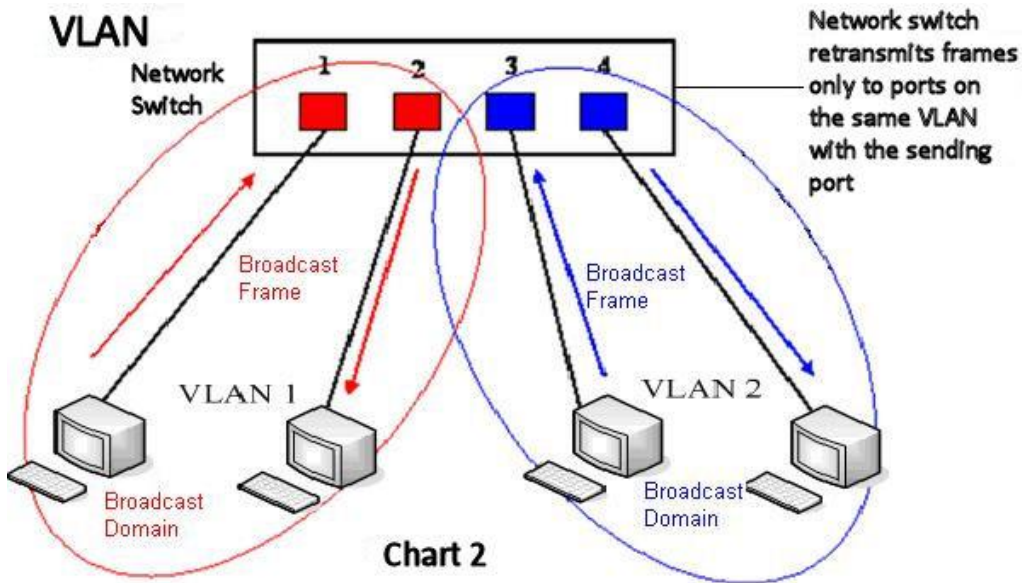 VLAN
Network
Switch
1 2 3 4
Network switch
retransmits frames
only to ports on
the same VLAN
with the sending
port
Broadcast
Frame
Broadcast
Frame
VLAN 1
VLAN 2
Broadcast
Domain
Broadcast
Domain
Chart 2